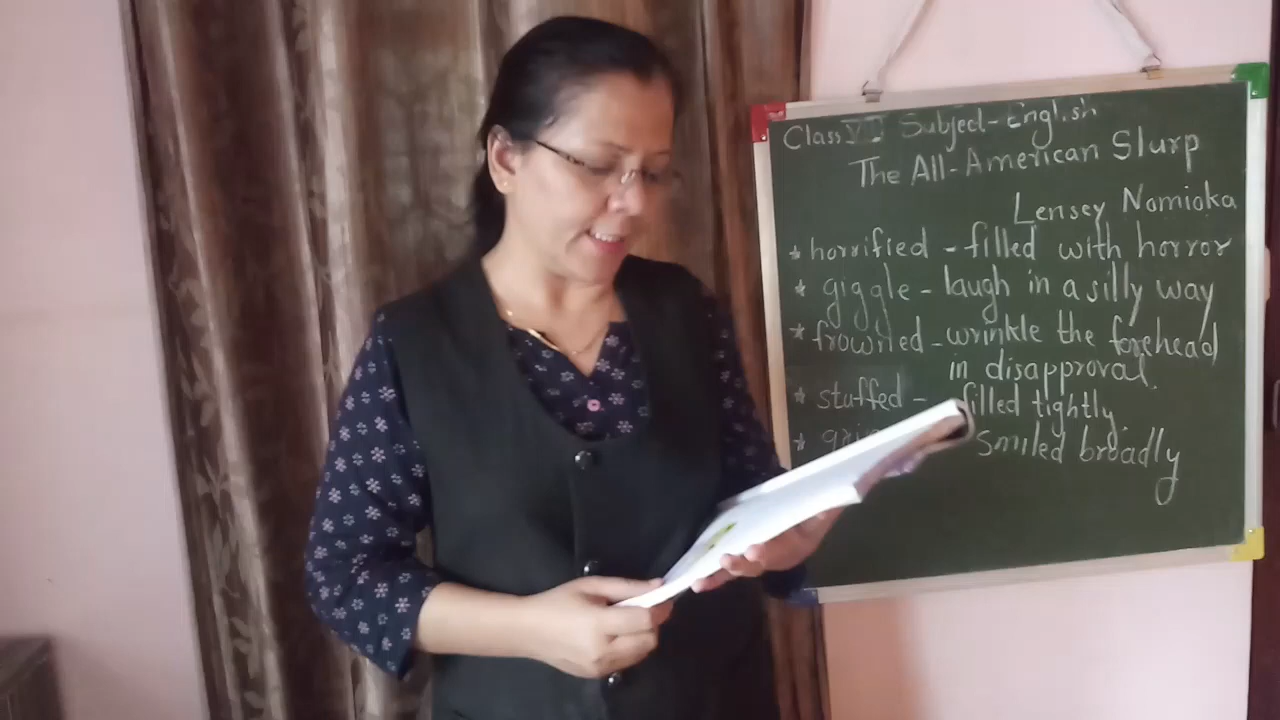 Class VII Subject-English
The All-American Slurp
Lensey Namioka
* horrified - filled with horror
* giggle - laugh in a silly way
* frowned - wrinkle the forehead
in disapproval.
* stuffed - filled tightly.
* smiled broadly